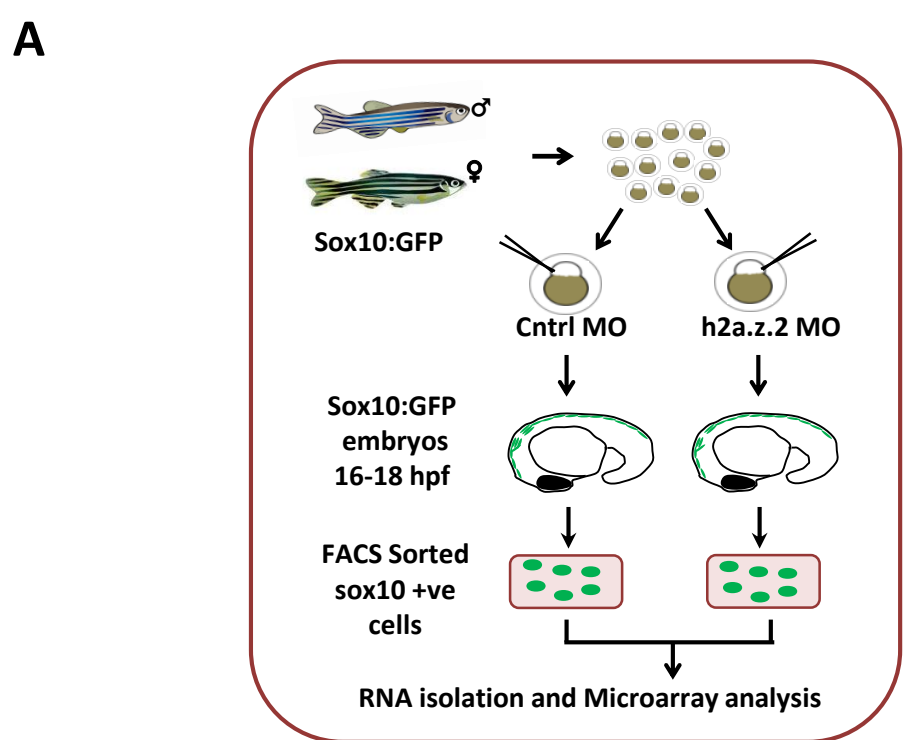 A
♂
♀
Sox10:GFP
Cntrl MO
h2a.z.2 MO
Sox10:GFP
embryos
16-18 hpf
FACS Sorted
sox10 +ve
cells
RNA isolation and Microarray analysis